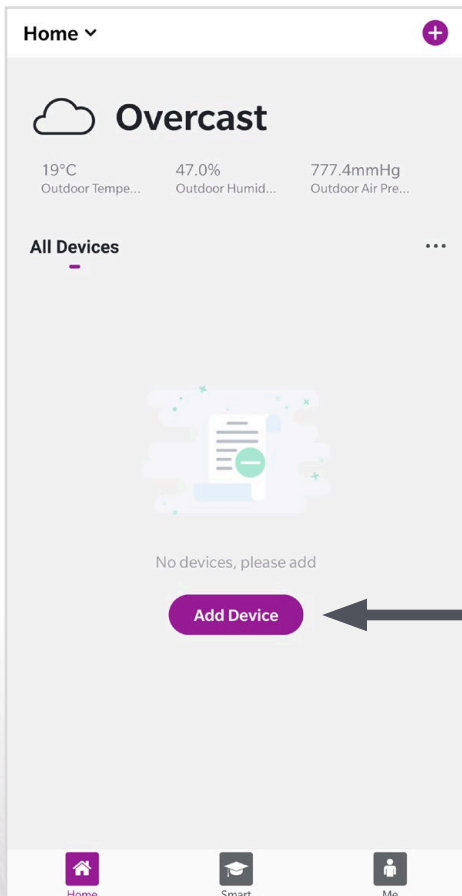 Home
Overcast
19°C 47.0% 777.4mmHg
Outdoor Tempe... Outdoor Humid... Outdoor Air Pre...
All Devices
No devices, please add
Add Device
Home Smart Me